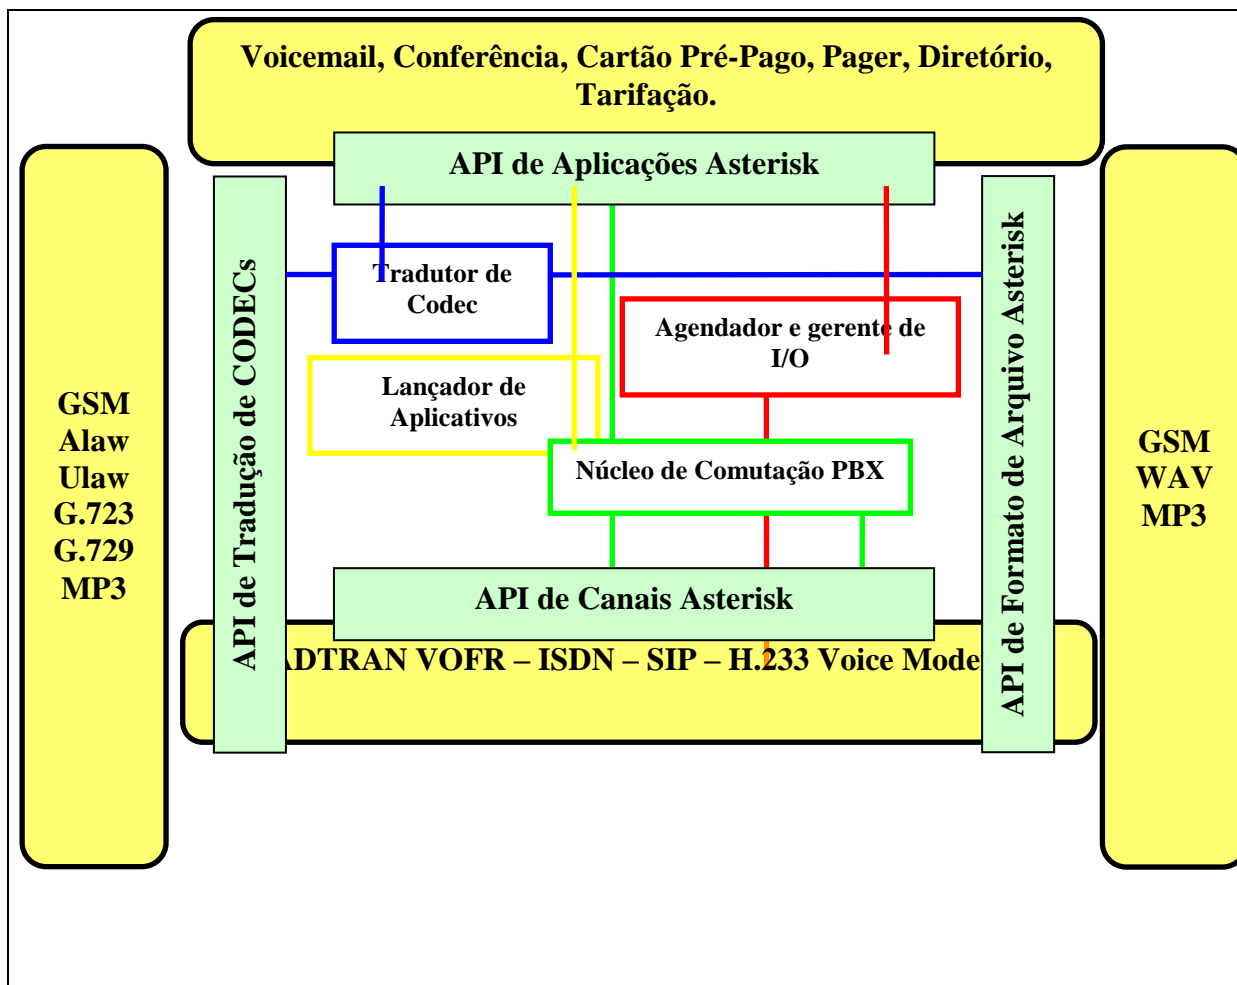 Voicemail, Conferência, Cartão Pré-Pago, Pager, Diretório,
Tarifação.
API de Aplicações Asterisk
API de Tradução de CODECs
Tradutor de
Codec
Agendador e gerente de
I/O
Lançador de
Aplicativos
Núcleo de Comutação PBX
API de Formato de Arquivo Asterisk
GSM
Alaw
Ulaw
G.723
G.729
MP3
GSM
WAV
MP3
API de Canais Asterisk
ADTRAN VOFR – ISDN – SIP – H.233 Voice Mode